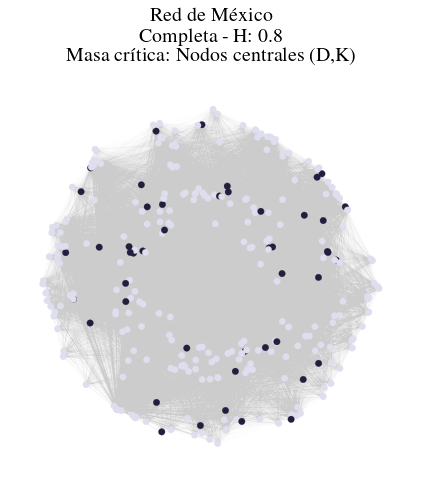 Red de México
Completa - H: 0.8
Masa crítica: Nodos centrales (D,K)